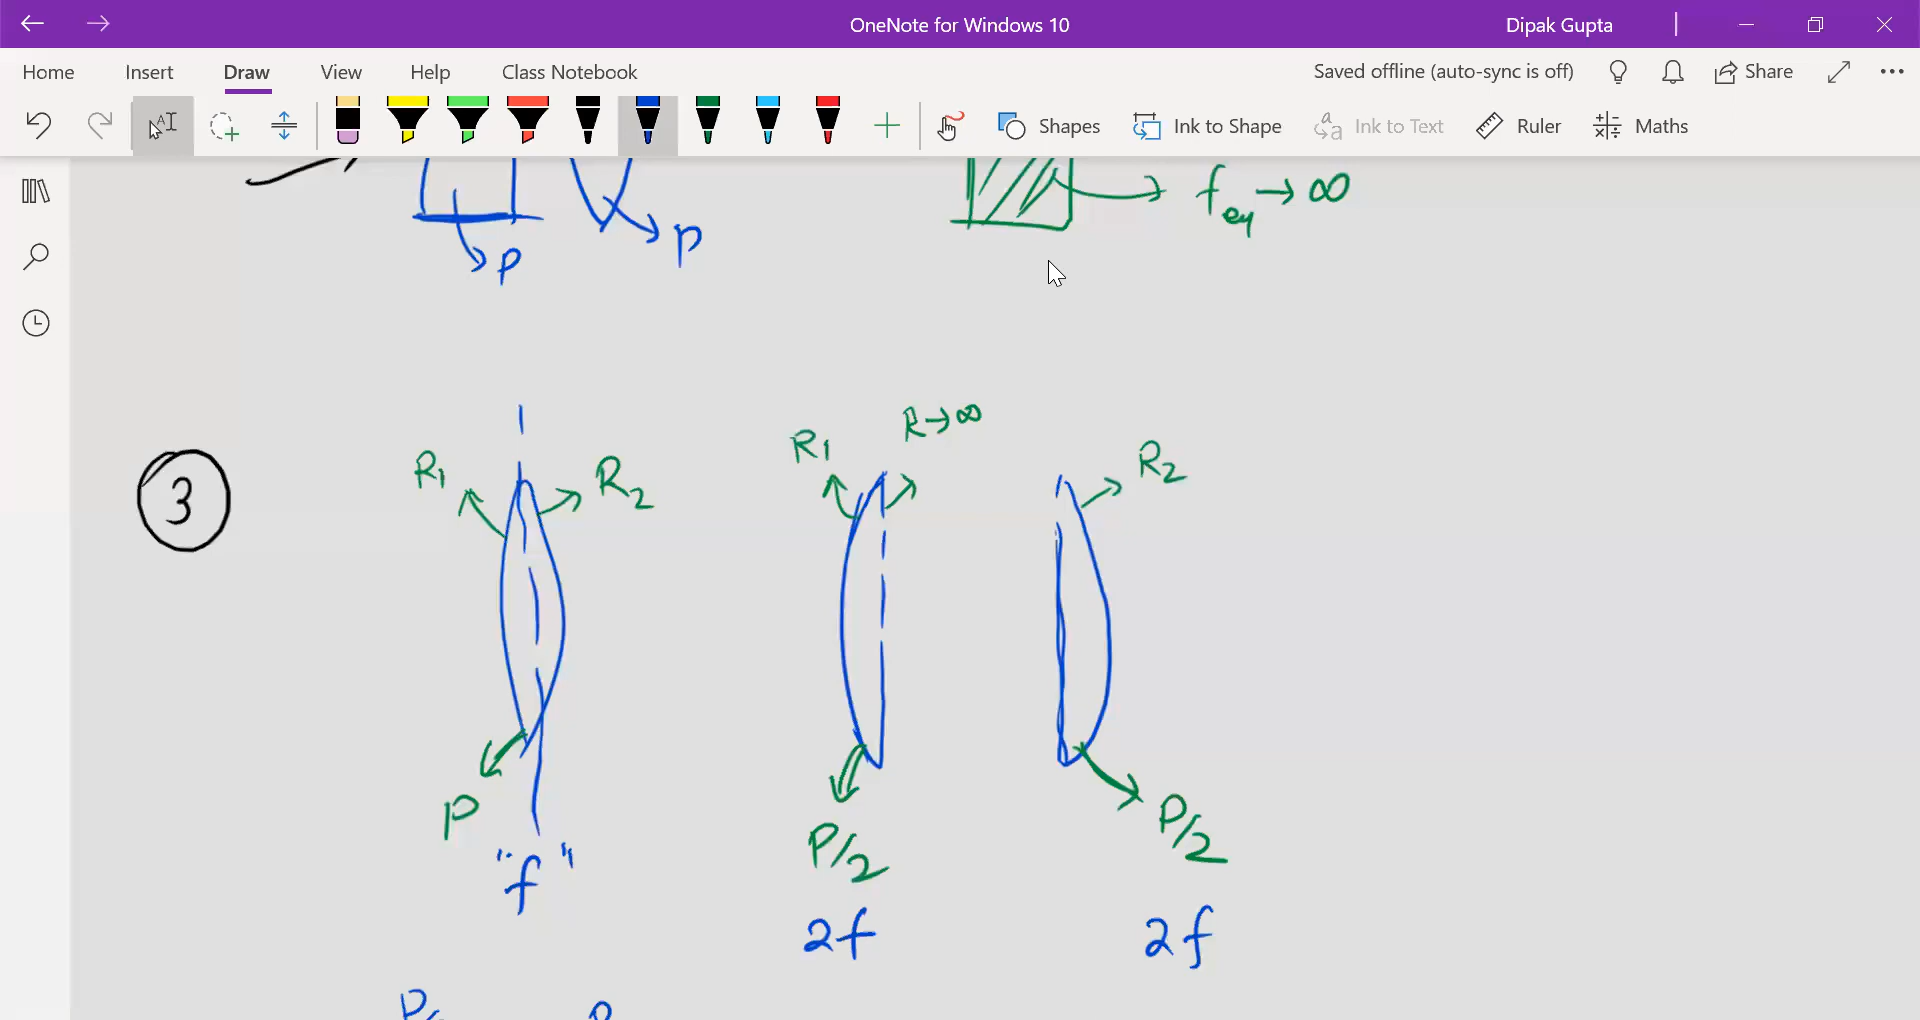 OneNote for Windows 10
Dipak Gupta
Home Insert Draw View Help Class Notebook
Saved offline (auto-sync is off) Share
Shapes Ink to Shape Ink to Text Ruler Maths
f_eq → ∞
P P
3
R1 R2
R1 R→∞
R2
P
"f"
P/2
2f
P/2
2f